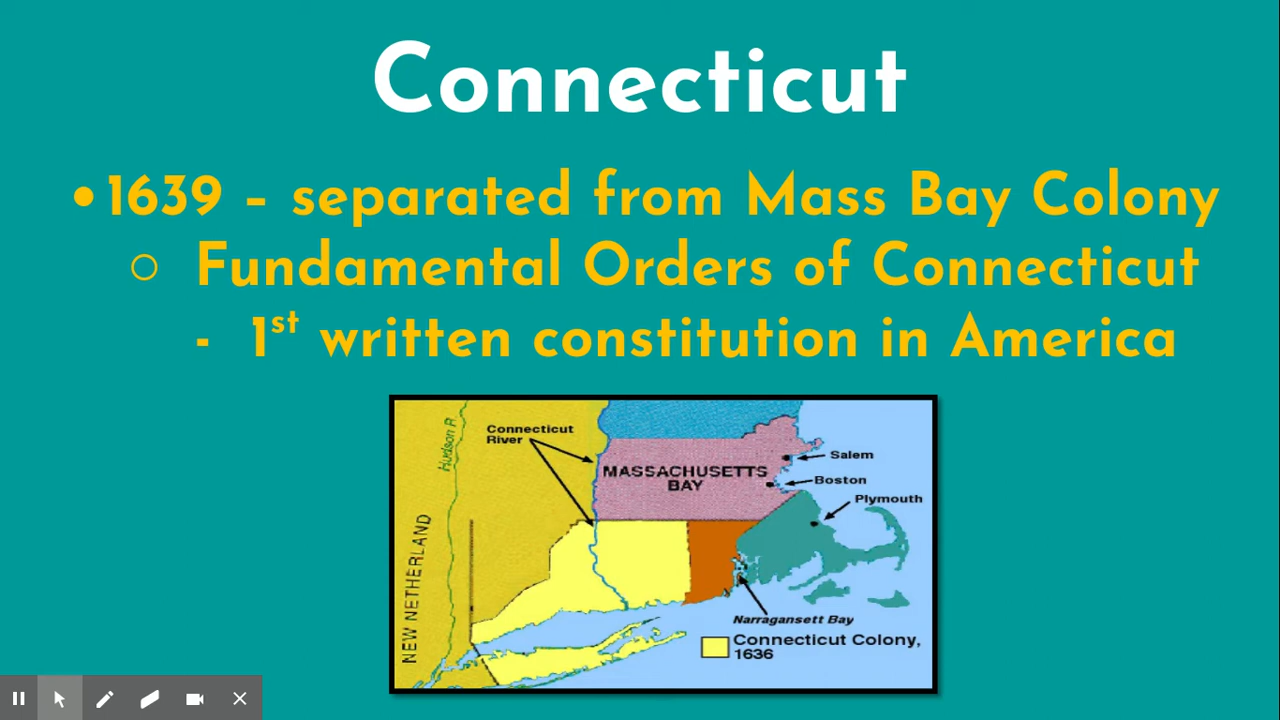 Connecticut
•1639 – separated from Mass Bay Colony
○ Fundamental Orders of Connecticut
- 1st written constitution in America
Connecticut
River
Hudson R
MASSACHUSETTS
BAY
Salem
Boston
Plymouth
NEW NETHERLAND
Narragansett Bay
Connecticut Colony,
1636